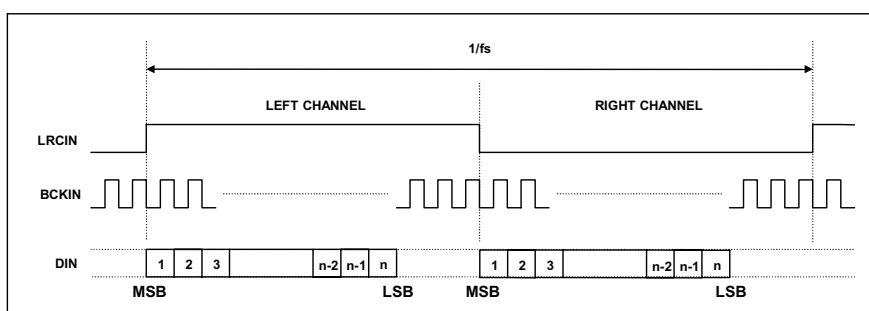 1/fs
LEFT CHANNEL RIGHT CHANNEL
LRCIN
BCKIN
DIN 1 2 3 n-2 n-1 n 1 2 3 n-2 n-1 n
MSB LSB MSB LSB